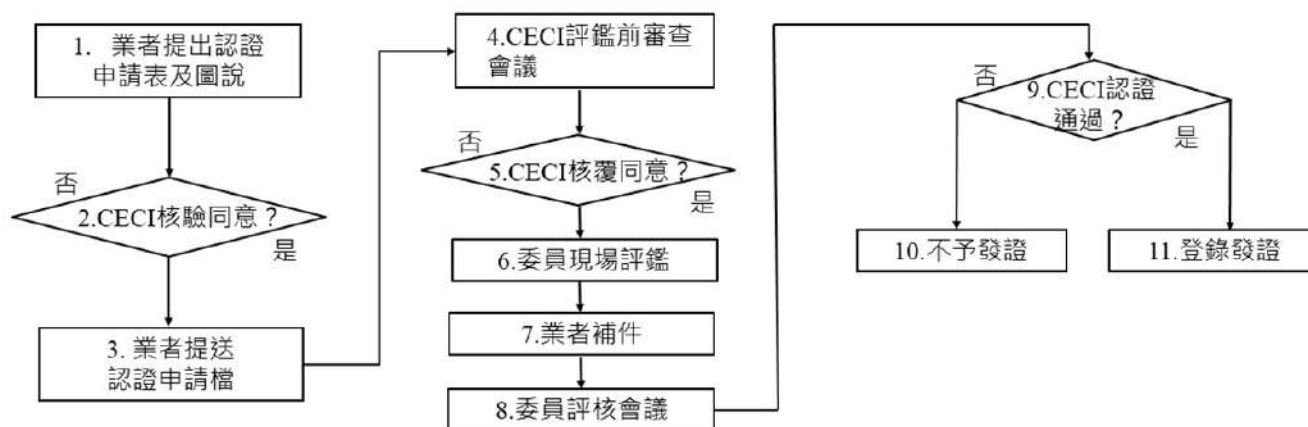 1. 業者提出認證
申請表及圖說
否
2.CECI核驗同意？
是
3. 業者提送
認證申請檔
4.CECI評鑑前審查
會議
否
5.CECI核覆同意？
是
6.委員現場評鑑
7.業者補件
8.委員評核會議
否
9.CECI認證
通過？
是
10.不予發證
11.登錄發證